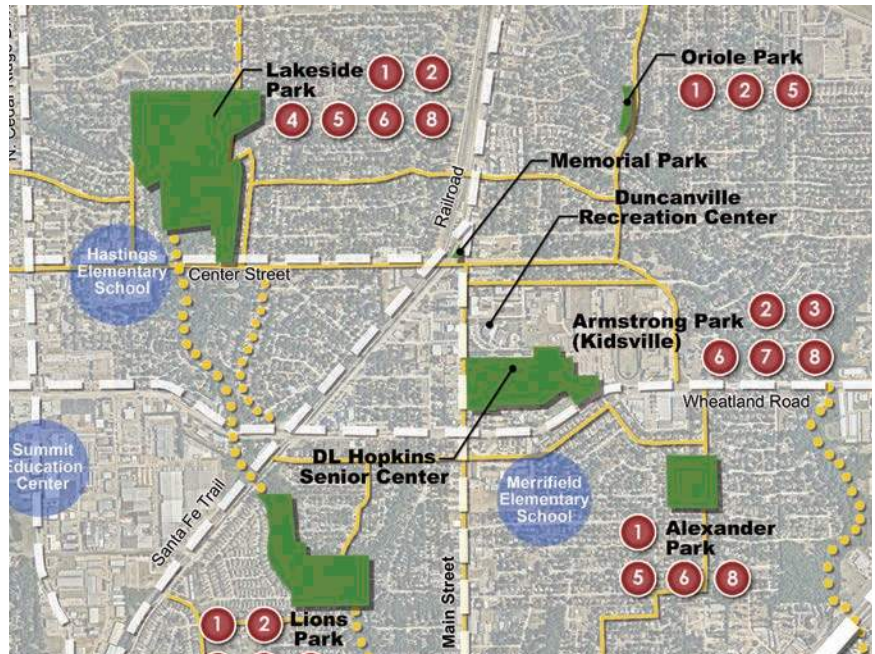 N. Cedar Ridge D
Lakeside
Park
1 2
4 5 6 8
Oriole Park
1 2 5
Memorial Park
Railroad
Duncanville
Recreation Center
Hastings
Elementary
School
Center Street
Armstrong Park
(Kidsville)
2 3
6 7 8
Wheatland Road
Summit
Education
Center
DL Hopkins
Senior Center
Merrifield
Elementary
School
Santa Fe Trail
Main Street
1 Alexander
Park
5 6 8
1 2 Lions
Park